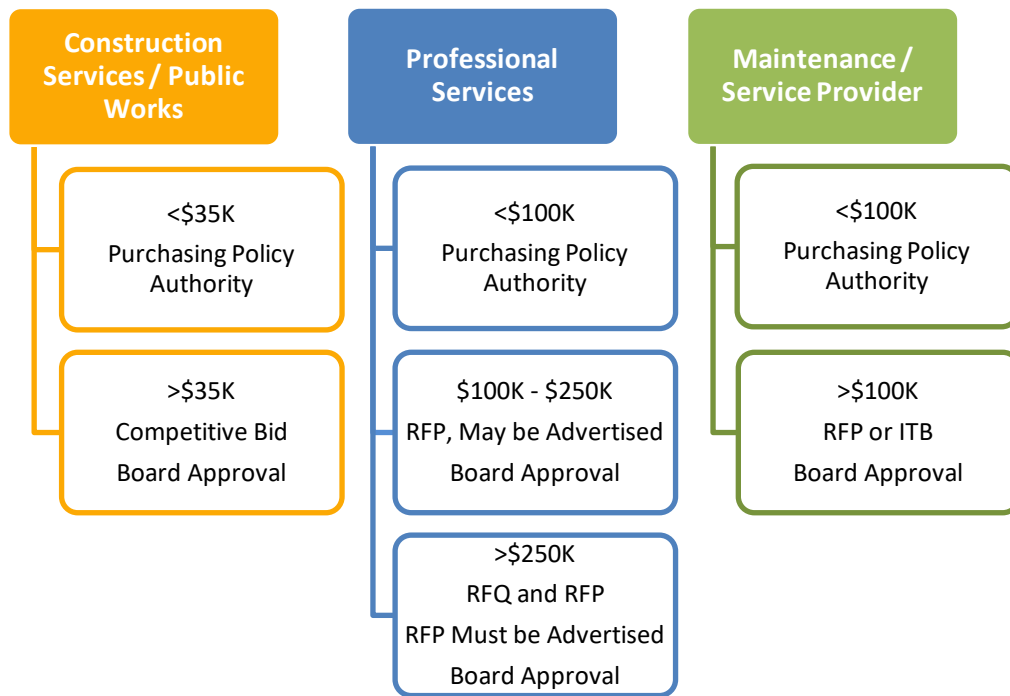 Construction
Services / Public
Works
<$35K
Purchasing Policy
Authority
>$35K
Competitive Bid
Board Approval
Professional
Services
<$100K
Purchasing Policy
Authority
$100K - $250K
RFP, May be Advertised
Board Approval
>$250K
RFQ and RFP
RFP Must be Advertised
Board Approval
Maintenance /
Service Provider
<$100K
Purchasing Policy
Authority
>$100K
RFP or ITB
Board Approval